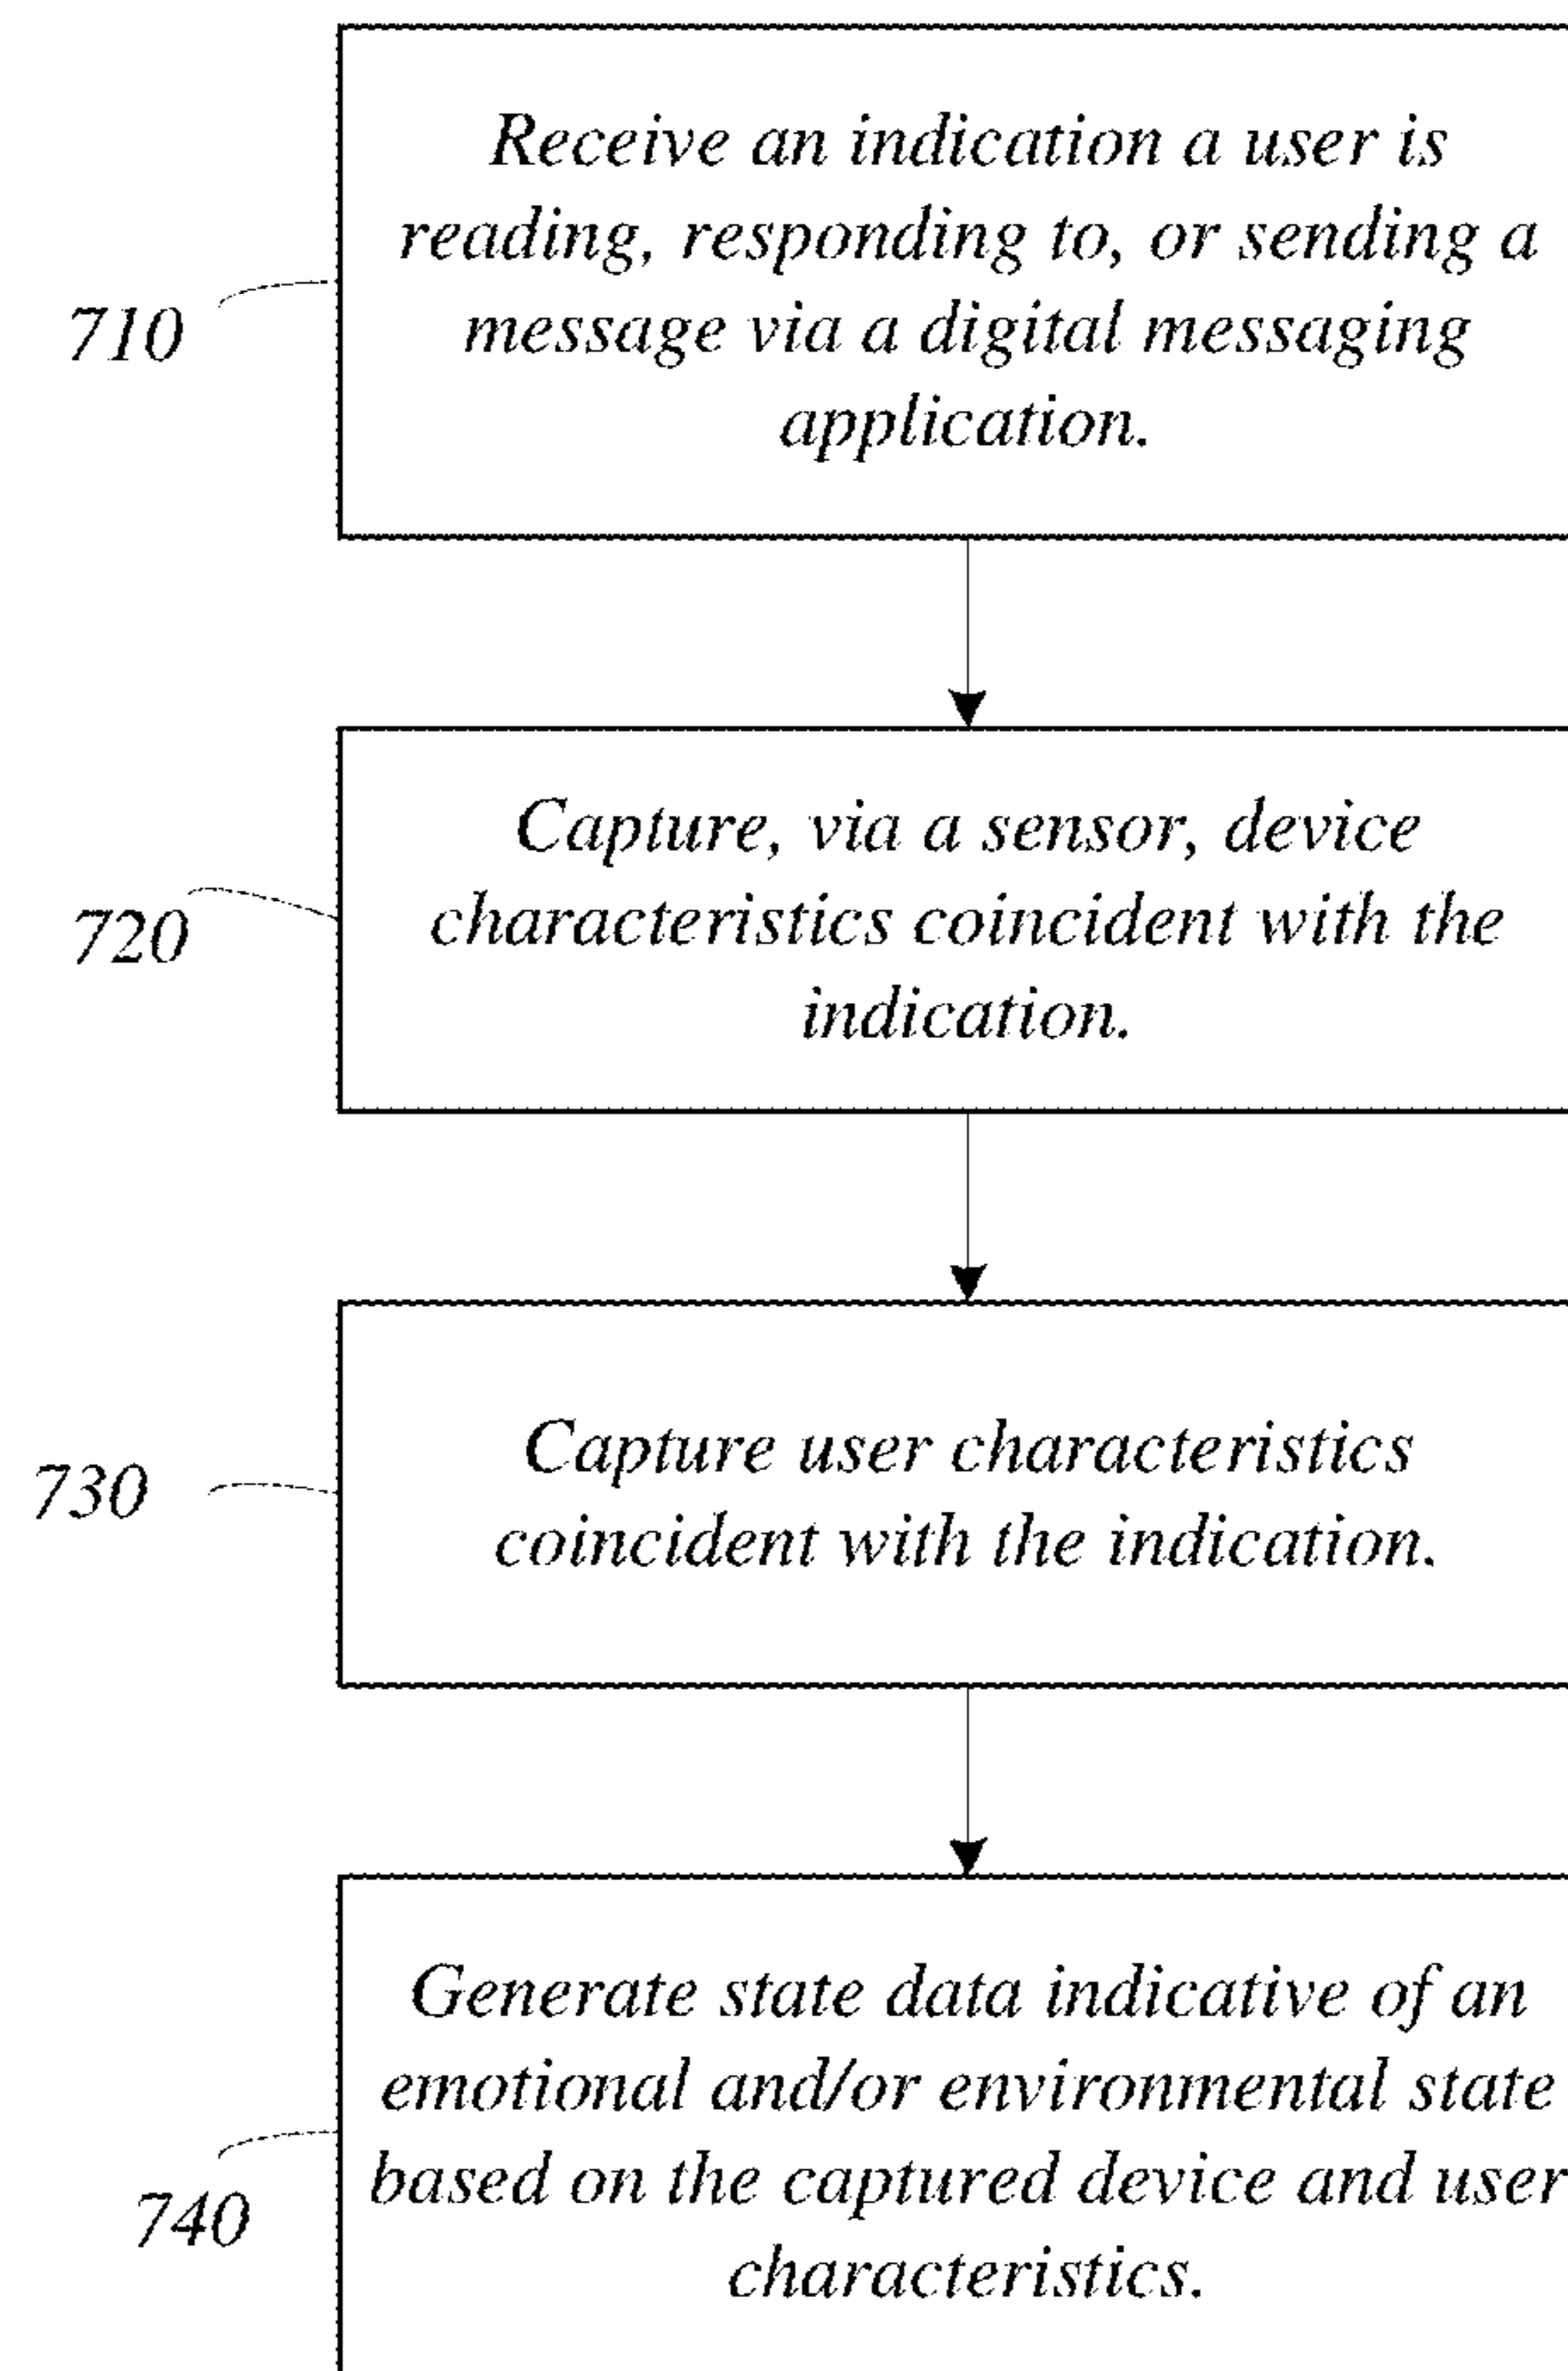 Receive an indication a user is
reading, responding to, or sending a
message via a digital messaging
application.
710
Capture, via a sensor, device
characteristics coincident with the
indication.
720
Capture user characteristics
coincident with the indication.
730
Generate state data indicative of an
emotional and/or environmental state
based on the captured device and user
characteristics.
740